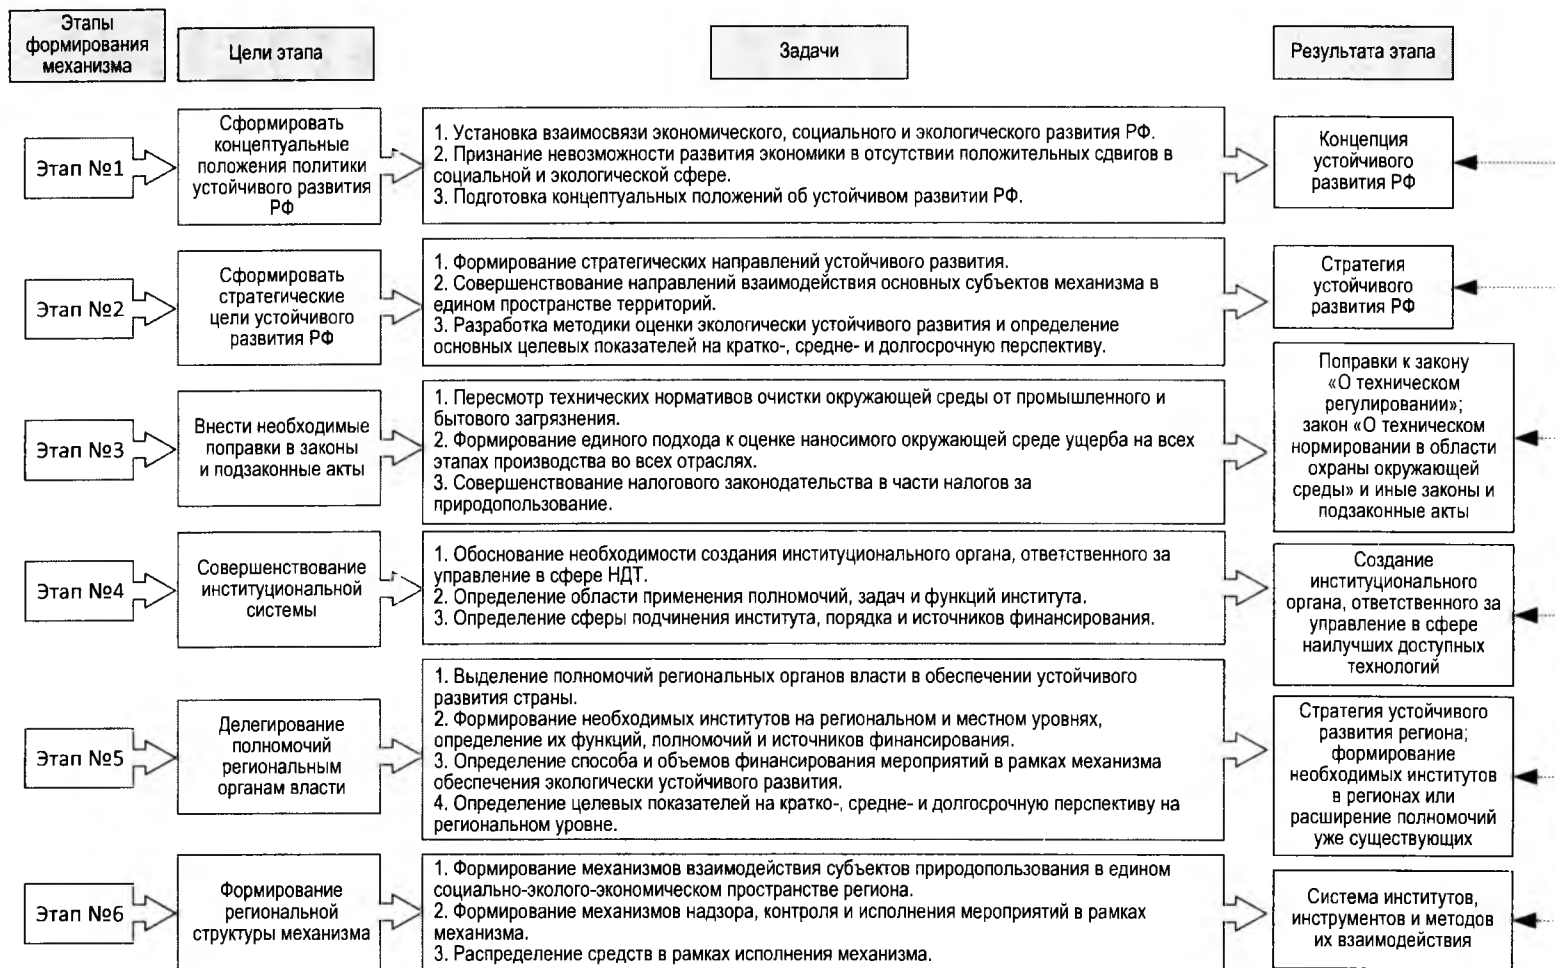 Этапы
формирования
механизма
Цели этапа
Задачи
Результата этапа
Этап №1
Сформировать
концептуальные
положения политики
устойчивого развития
РФ
1. Установка взаимосвязи экономического, социального и экологического развития РФ.
2. Признание невозможности развития экономики в отсутствии положительных сдвигов в
социальной и экологической сфере.
3. Подготовка концептуальных положений об устойчивом развитии РФ.
Концепция
устойчивого
развития РФ
Этап №2
Сформировать
стратегические
цели устойчивого
развития РФ
1. Формирование стратегических направлений устойчивого развития.
2. Совершенствование направлений взаимодействия основных субъектов механизма в
едином пространстве территорий.
3. Разработка методики оценки экологически устойчивого развития и определение
основных целевых показателей на кратко-, средне- и долгосрочную перспективу.
Стратегия
устойчивого
развития РФ
Этап №3
Внести необходимые
поправки в законы
и подзаконные акты
1. Пересмотр технических нормативов очистки окружающей среды от промышленного и
бытового загрязнения.
2. Формирование единого подхода к оценке наносимого окружающей среде ущерба на всех
этапах производства во всех отраслях.
3. Совершенствование налогового законодательства в части налогов за
природопользование.
Поправки к закону
«О техническом
регулировании»;
закон «О техническом
нормировании в области
охраны окружающей
среды» и иные законы и
подзаконные акты
Этап №4
Совершенствование
институциональной
системы
1. Обоснование необходимости создания институционального органа, ответственного за
управление в сфере НДТ.
2. Определение области применения полномочий, задач и функций института.
3. Определение сферы подчинения института, порядка и источников финансирования.
Создание
институционального
органа, ответственного за
управление в сфере
наилучших доступных
технологий
Этап №5
Делегирование
полномочий
региональным
органам власти
1. Выделение полномочий региональных органов власти в обеспечении устойчивого
развития страны.
2. Формирование необходимых институтов на региональном и местном уровнях,
определение их функций, полномочий и источников финансирования.
3. Определение способа и объемов финансирования мероприятий в рамках механизма
обеспечения экологически устойчивого развития.
4. Определение целевых показателей на кратко-, средне- и долгосрочную перспективу на
региональном уровне.
Стратегия устойчивого
развития региона;
формирование
необходимых институтов
в регионах или
расширение полномочий
уже существующих
Этап №6
Формирование
региональной
структуры механизма
1. Формирование механизмов взаимодействия субъектов природопользования в едином
социально-эколого-экономическом пространстве региона.
2. Формирование механизмов надзора, контроля и исполнения мероприятий в рамках
механизма.
3. Распределение средств в рамках исполнения механизма.
Система институтов,
инструментов и методов
их взаимодействия